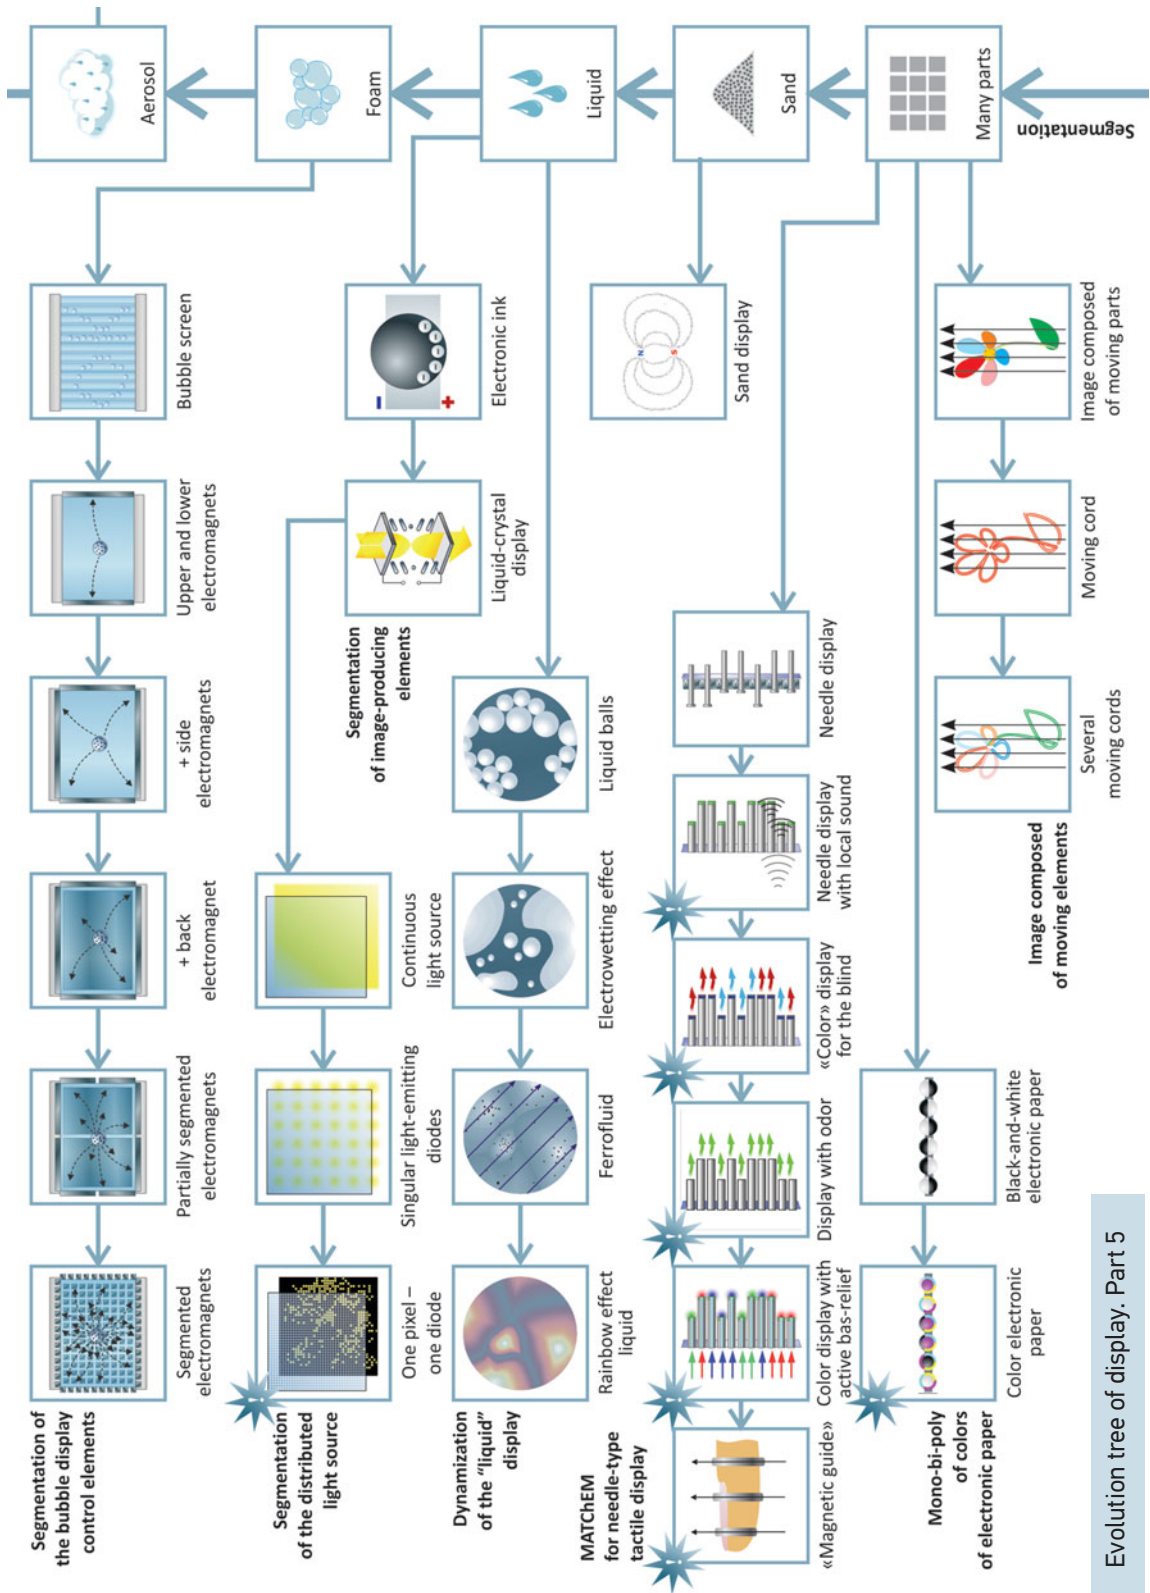 Segmentation
Many parts
Sand
Liquid
Foam
Aerosol
Bubble screen
Upper and lower
electromagnets
+ side
electromagnets
+ back
electromagnet
Partially segmented
electromagnets
Segmented
electromagnets
Segmentation of
the bubble display
control elements
Electronic ink
Liquid-crystal
display
Segmentation
of image-producing
elements
Continuous
light source
Singular light-emitting
diodes
One pixel –
one diode
Segmentation
of the distributed
light source
Liquid balls
Electrowetting effect
Ferrofluid
Rainbow effect
liquid
Dynamization
of the “liquid”
display
N
S
Sand display
Needle display
Needle display
with local sound
«Color» display
for the blind
Display with odor
Color display with
active bas-relief
«Magnetic guide»
MATChEM
for needle-type
tactile display
Black-and-white
electronic paper
Color electronic
paper
Mono-bi-poly
of colors
of electronic paper
Image composed
of moving parts
Moving cord
Several
moving cords
Image composed
of moving elements
Evolution tree of display. Part 5